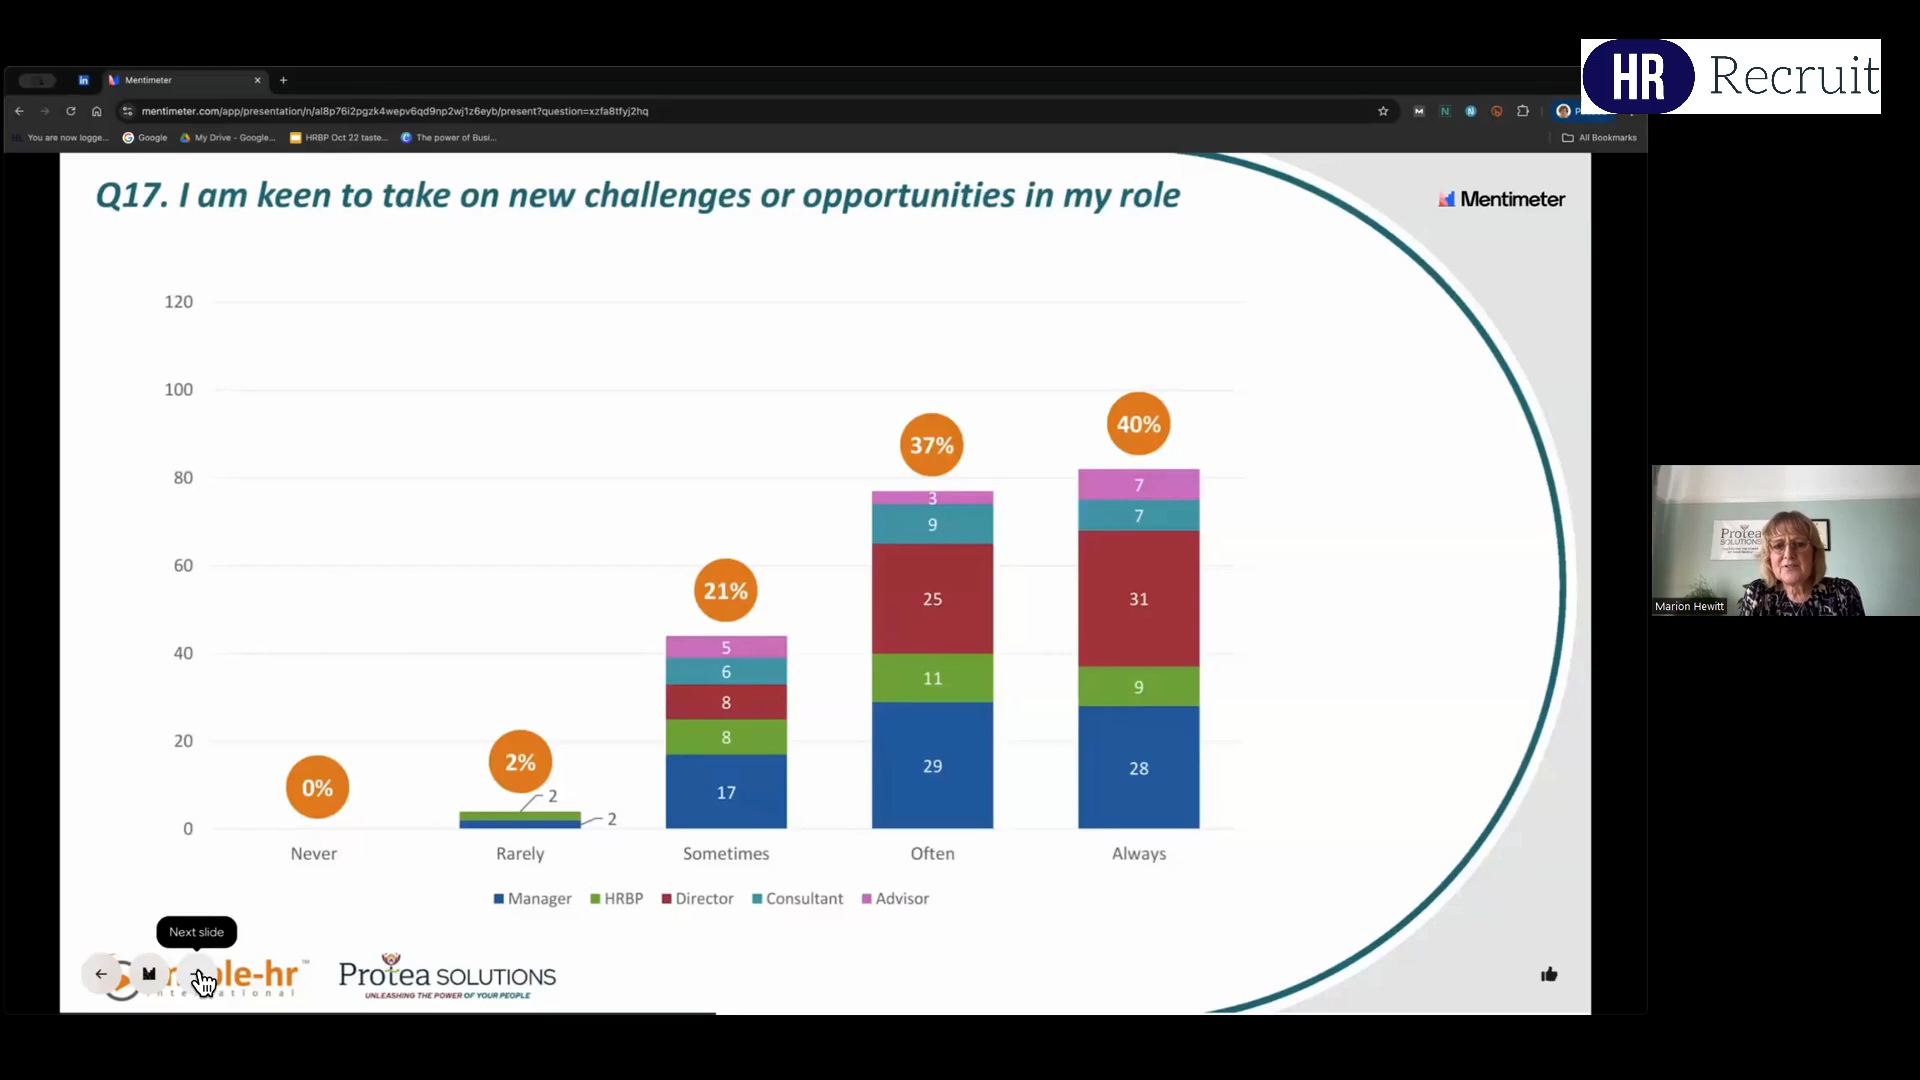 HR Recruit
Mentimeter
mentimeter.com/app/presentation/n/al8p76i2pgzk4wepv6qd9np2wj1z6eyb/present?question=xzfa8tfyj2hq
You are now logge...
Google
My Drive - Google...
HRBP Oct 22 taste...
The power of Busi...
All Bookmarks
Q17. I am keen to take on new challenges or opportunities in my role
Mentimeter
120
100
80
60
40
20
0
0%
2%
21%
37%
40%
2
2
5
6
8
8
17
3
9
25
11
29
7
7
31
9
28
Never
Rarely
Sometimes
Often
Always
Manager
HRBP
Director
Consultant
Advisor
Next slide
ple-hr
Protea SOLUTIONS
UNLEASHING THE POWER OF YOUR PEOPLE
Protea
SOLUTIONS
Marion Hewitt